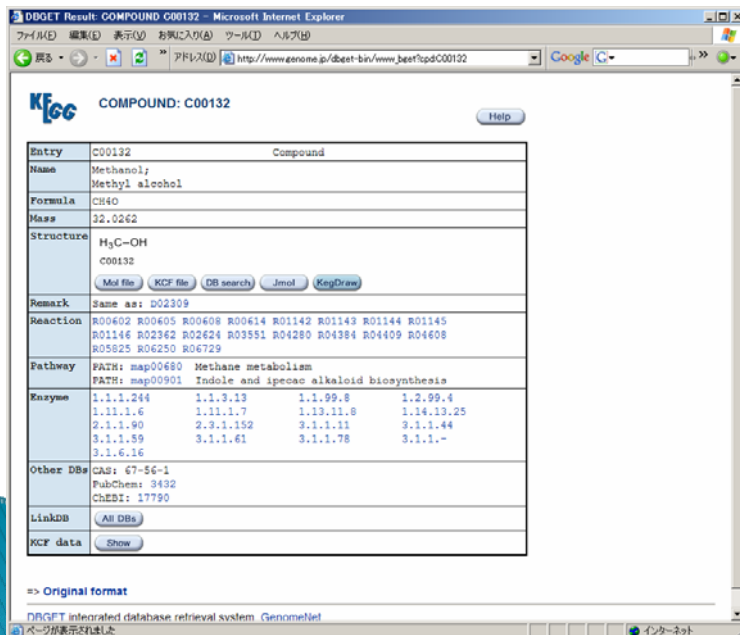 DBGET Result: COMPOUND C00132 - Microsoft Internet Explorer
ファイル(F) 編集(E) 表示(V) お気に入り(A) ツール(T) ヘルプ(H)
戻る アドレス(D) http://www.genome.jp/dbget-bin/www_bget?cpd:C00132 Google G
KEGG COMPOUND: C00132
Help
Entry C00132 Compound
Name Methanol;
Methyl alcohol
Formula CH4O
Mass 32.0262
Structure
H₃C-OH
C00132
Mol file KCF file DB search Jmol KegDraw
Remark Same as: D02309
Reaction R00602 R00605 R00608 R00614 R01142 R01143 R01144 R01145
R01146 R02362 R02624 R03551 R04280 R04384 R04409 R04608
R05825 R06250 R06729
Pathway PATH: map00680 Methane metabolism
PATH: map00901 Indole and ipecac alkaloid biosynthesis
Enzyme 1.1.1.244 1.1.3.13 1.1.99.8 1.2.99.4
1.11.1.6 1.11.1.7 1.13.11.8 1.14.13.25
2.1.1.90 2.3.1.152 3.1.1.11 3.1.1.44
3.1.1.59 3.1.1.61 3.1.1.78 3.1.1.-
3.1.6.16
Other DBs CAS: 67-56-1
PubChem: 3432
ChEBI: 17790
LinkDB All DBs
KCF data Show
=> Original format
DBGET integrated database retrieval system, GenomeNet
ページが表示されました インターネット